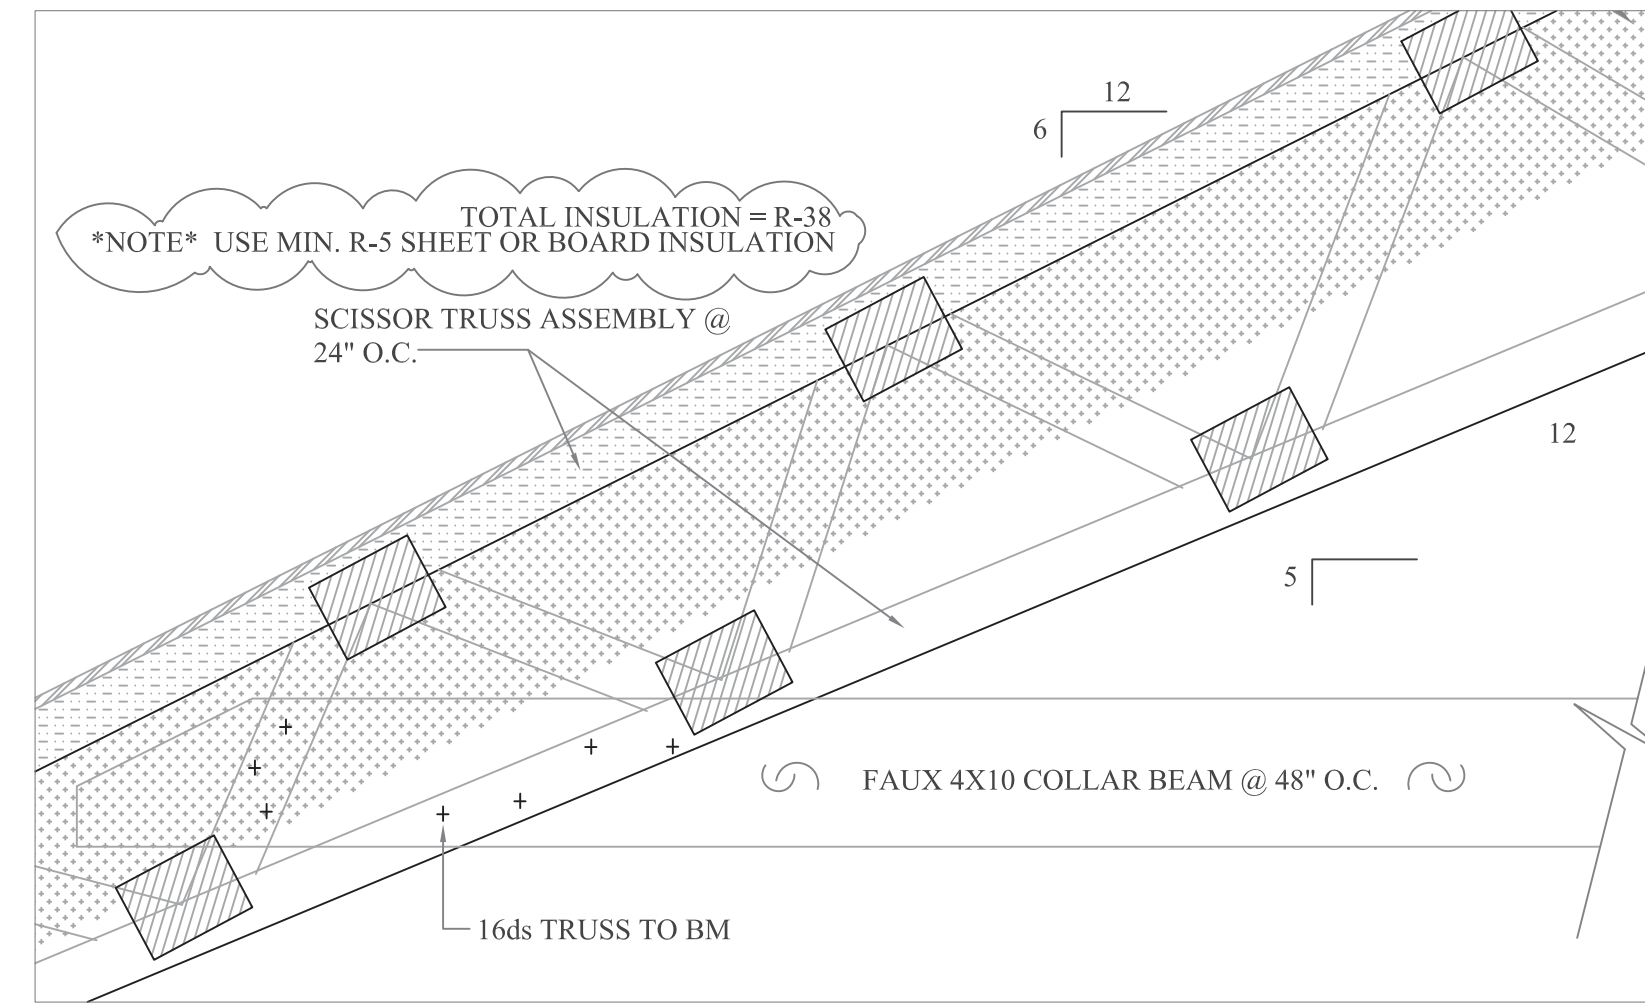 12
6
TOTAL INSULATION = R-38
*NOTE* USE MIN. R-5 SHEET OR BOARD INSULATION
SCISSOR TRUSS ASSEMBLY @
24" O.C.
12
5
FAUX 4X10 COLLAR BEAM @ 48" O.C.
16ds TRUSS TO BM